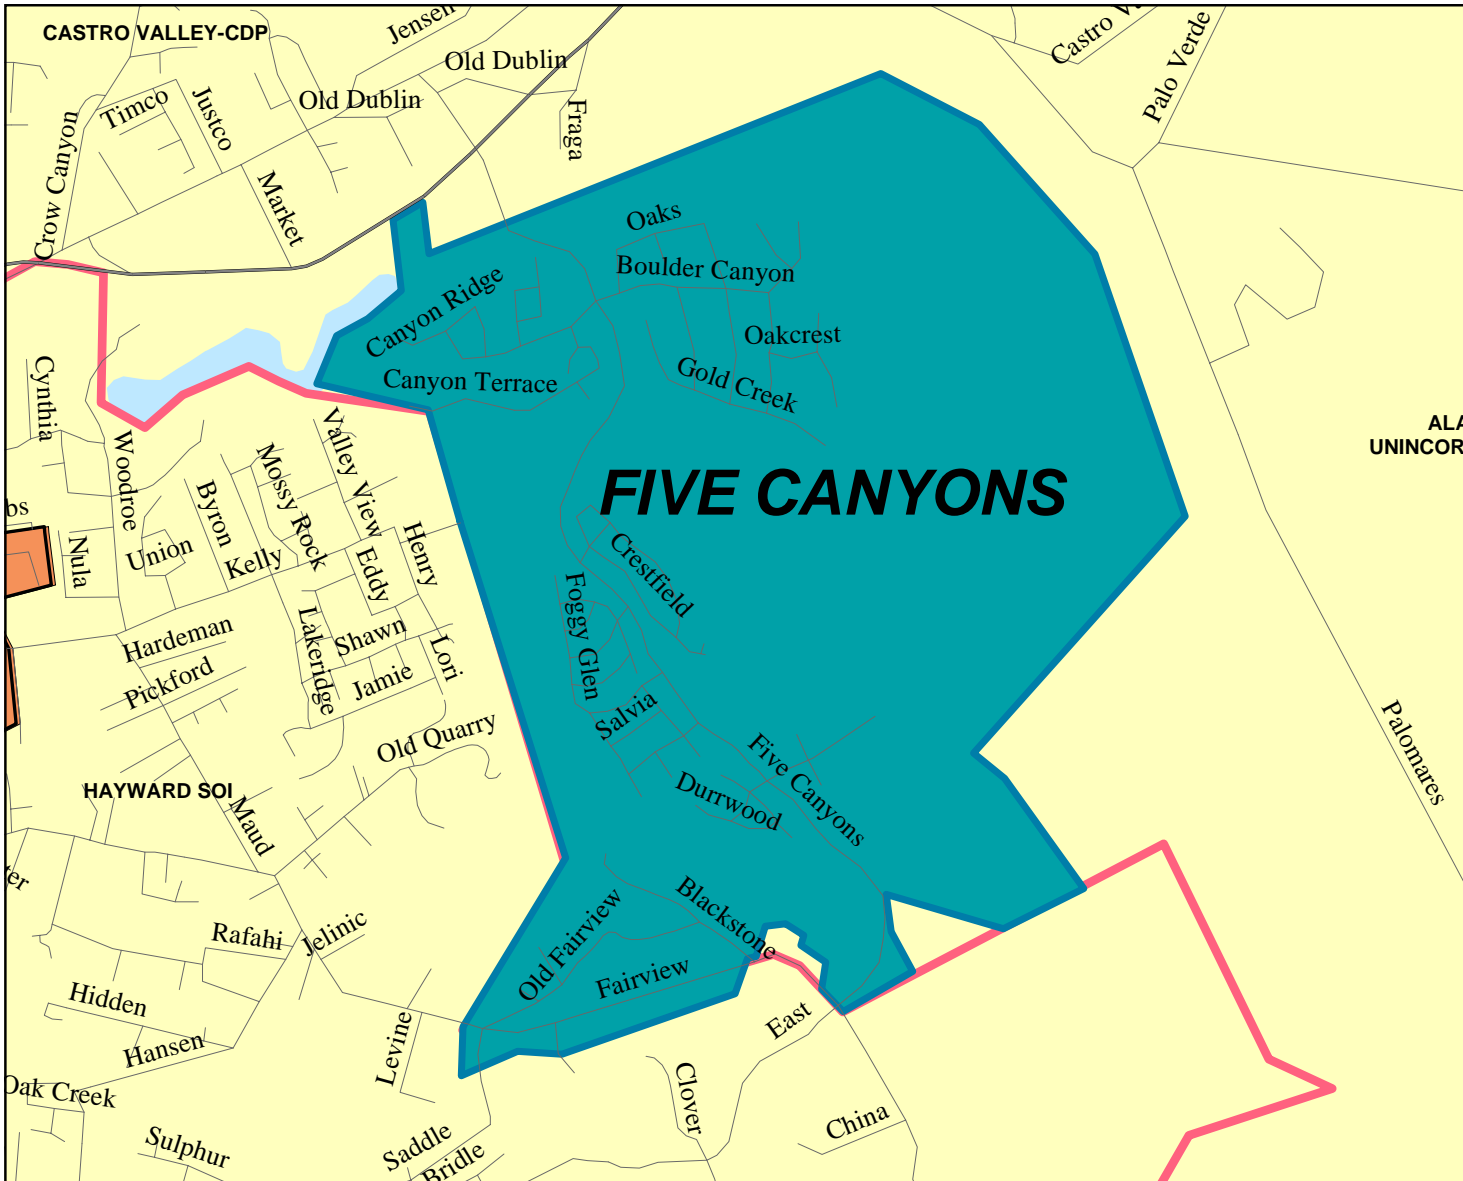 CASTRO VALLEY-CDP
Jensen
Old Dublin
Castro V
Palo Verde
Timco
Justco
Old Dublin
Fraga
Crow Canyon
Market
Oaks
Boulder Canyon
Canyon Ridge
Oakcrest
Canyon Terrace
Gold Creek
Cynthia
Woodroe
Valley View
Mossy Rock
ALA
UNINCOR
FIVE CANYONS
bs
Byron
Henry
Nula
Union
Kelly
Eddy
Crestfield
Foggy Glen
Hardeman
Lakeridge
Shawn
Lori
Pickford
Jamie
Salvia
Old Quarry
Palomares
Five Canyons
HAYWARD SOI
Maud
Durrwood
ter
Blackstone
Old Fairview
Rafahi
Jelinic
Fairview
Hidden
East
Hansen
Levine
Oak Creek
Clover
China
Sulphur
Saddle
Bridle